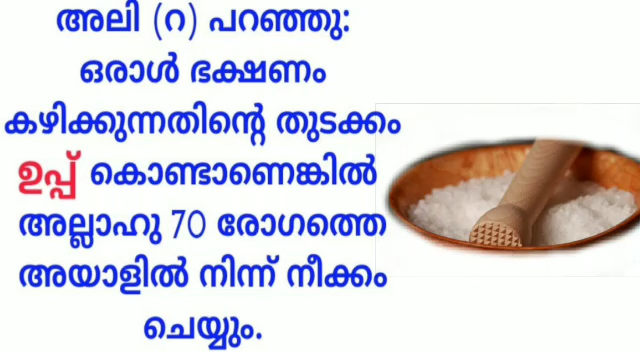 അലി (റ) പറഞ്ഞു:
ഒരാൾ ഭക്ഷണം
കഴിക്കുന്നതിന്റെ തുടക്കം
ഉപ്പ് കൊണ്ടാണെങ്കിൽ
അല്ലാഹു 70 രോഗത്തെ
അയാളിൽ നിന്ന് നീക്കം
ചെയ്യും.